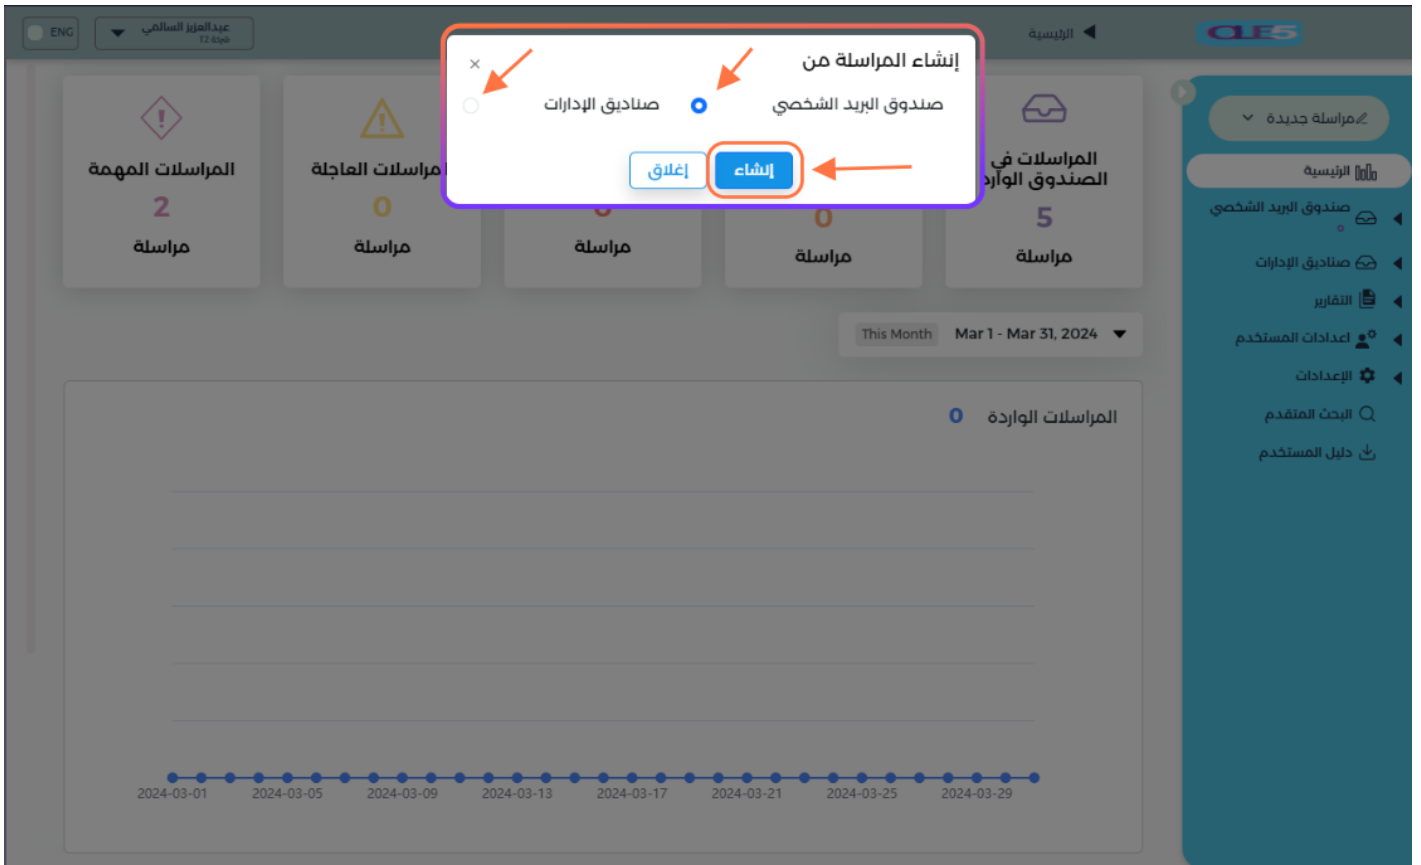 CLE5
الرئيسية
عبدالعزيز السالمي
شركة T2
ENG
إنشاء المراسلة من
×
صندوق البريد الشخصي
صناديق الإدارات
إنشاء
إغلاق
مراسلة جديدة
الرئيسية
صندوق البريد الشخصي
صناديق الإدارات
التقارير
اعدادات المستخدم
الإعدادات
البحث المتقدم
دليل المستخدم
المراسلات في
الصندوق الوارد
5
مراسلة
0
مراسلة
0
مراسلة
المراسلات العاجلة
0
مراسلة
المراسلات المهمة
2
مراسلة
This Month Mar 1 - Mar 31, 2024
المراسلات الواردة 0
2024-03-01 2024-03-05 2024-03-09 2024-03-13 2024-03-17 2024-03-21 2024-03-25 2024-03-29